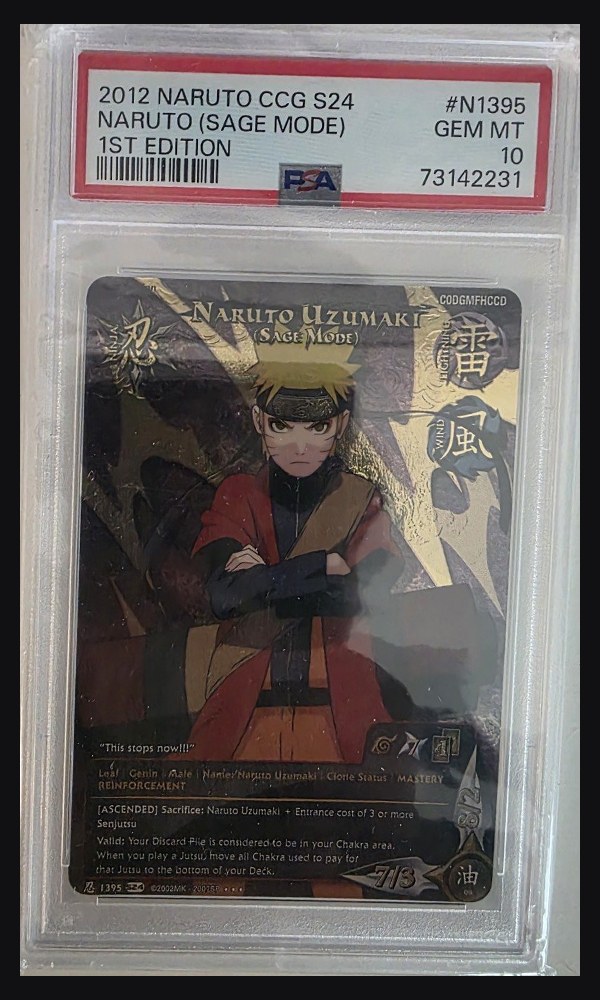 2012 NARUTO CCG S24 #N1395
NARUTO (SAGE MODE) GEM MT
1ST EDITION 10
PSA 73142231
C0DGMFHCCD
NARUTO UZUMAKI
(SAGE MODE)
忍
NINJA
雷
LIGHTNING
風
WIND
"This stops now!!!"
Leaf Genin Male Name: Naruto Uzumaki Clone Status MASTERY
REINFORCEMENT
[ASCENDED] Sacrifice: Naruto Uzumaki + Entrance cost of 3 or more
Senjutsu
Valid: Your Discard Pile is considered to be in your Chakra area.
When you play a Jutsu, move all Chakra used to pay for
that Jutsu to the bottom of your Deck.
7/3
油
忍 1395 ©2002MK